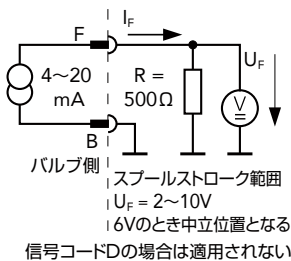 F
I_F
4～20
mA
R =
500Ω
U_F
V
B
バルブ側
スプールストローク範囲
U_F = 2～10V
6Vのとき中立位置となる
信号コードDの場合は適用されない